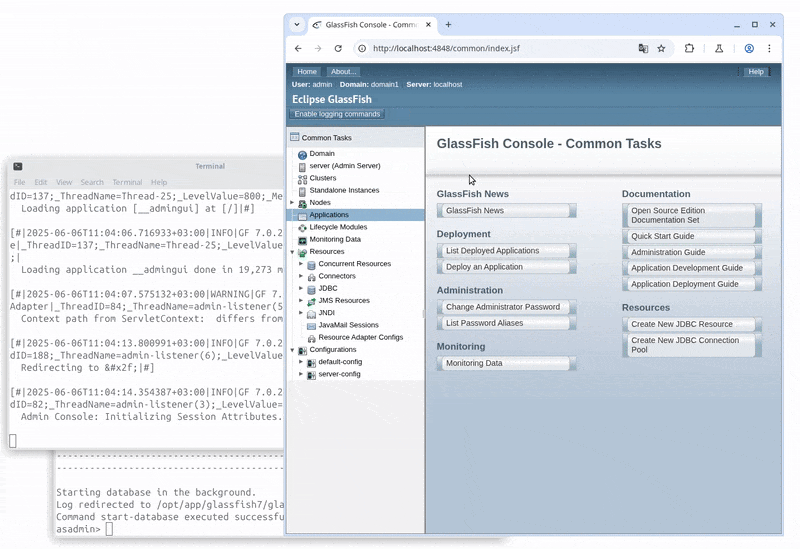 GlassFish Console - Comm
http://localhost:4848/common/index.jsf
Home About... Help
User: admin Domain: domain1 Server: localhost
Eclipse GlassFish
Enable logging commands
Common Tasks
Domain
server (Admin Server)
Clusters
Standalone Instances
Nodes
Applications
Lifecycle Modules
Monitoring Data
Resources
Concurrent Resources
Connectors
JDBC
JMS Resources
JNDI
JavaMail Sessions
Resource Adapter Configs
Configurations
default-config
server-config
GlassFish Console - Common Tasks
GlassFish News
GlassFish News
Deployment
List Deployed Applications
Deploy an Application
Administration
Change Administrator Password
List Password Aliases
Monitoring
Monitoring Data
Documentation
Open Source Edition
Documentation Set
Quick Start Guide
Administration Guide
Application Development Guide
Application Deployment Guide
Resources
Create New JDBC Resource
Create New JDBC Connection
Pool
Terminal
File Edit View Search Terminal Help
dID=137;_ThreadName=Thread-25;_LevelValue=800;_Me
Loading application [__admingui] at [/]|#]
[#|2025-06-06T11:04:06.716933+03:00|INFO|GF 7.0.2
e|_ThreadID=137;_ThreadName=Thread-25;_LevelValue
;|
Loading application __admingui done in 19,273 m
[#|2025-06-06T11:04:07.575132+03:00|WARNING|GF 7.
Adapter|_ThreadID=84;_ThreadName=admin-listener(5
Context path from ServletContext:  differs from
[#|2025-06-06T11:04:13.800991+03:00|INFO|GF 7.0.2
dID=188;_ThreadName=admin-listener(6);_LevelValue
Redirecting to &#x2f;|#]
[#|2025-06-06T11:04:14.354387+03:00|INFO|GF 7.0.2
dID=82;_ThreadName=admin-listener(3);_LevelValue=
Admin Console: Initializing Session Attributes.
Starting database in the background.
Log redirected to /opt/app/glassfish7/gla
Command start-database executed successfu
asadmin>